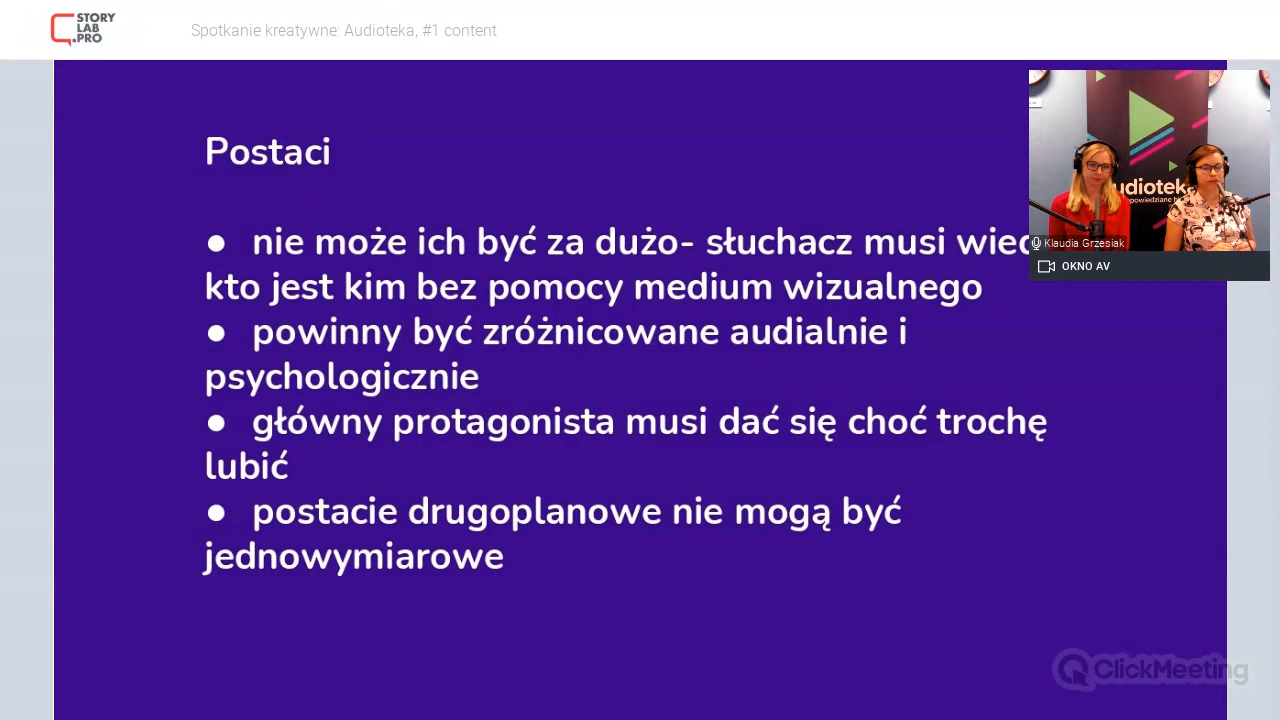 STORY
LAB
.PRO
Spotkanie kreatywne: Audioteka, #1 content
Postaci
● nie może ich być za dużo- słuchacz musi
kto jest kim bez pomocy medium wizualnego
● powinny być zróżnicowane audialnie i
psychologicznie
● główny protagonista musi dać się choć trochę
lubić
● postacie drugoplanowe nie mogą być
jednowymiarowe
Klaudia Grzesiak
OKNO AV
ClickMeeting